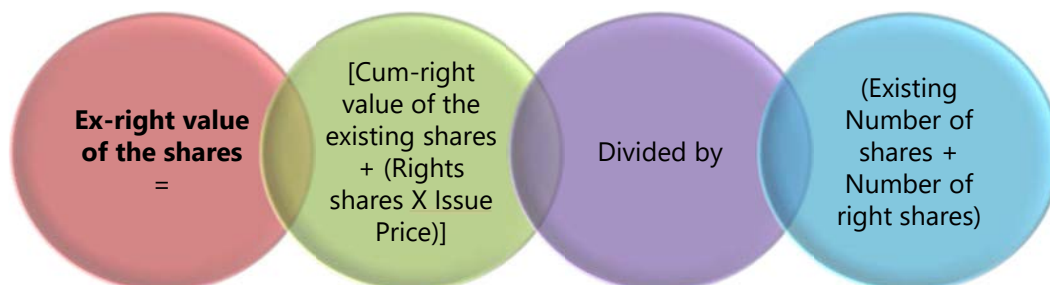 Ex-right value
of the shares
=
[Cum-right
value of the
existing shares
+ (Rights
shares X Issue
Price)]
Divided by
(Existing
Number of
shares +
Number of
right shares)